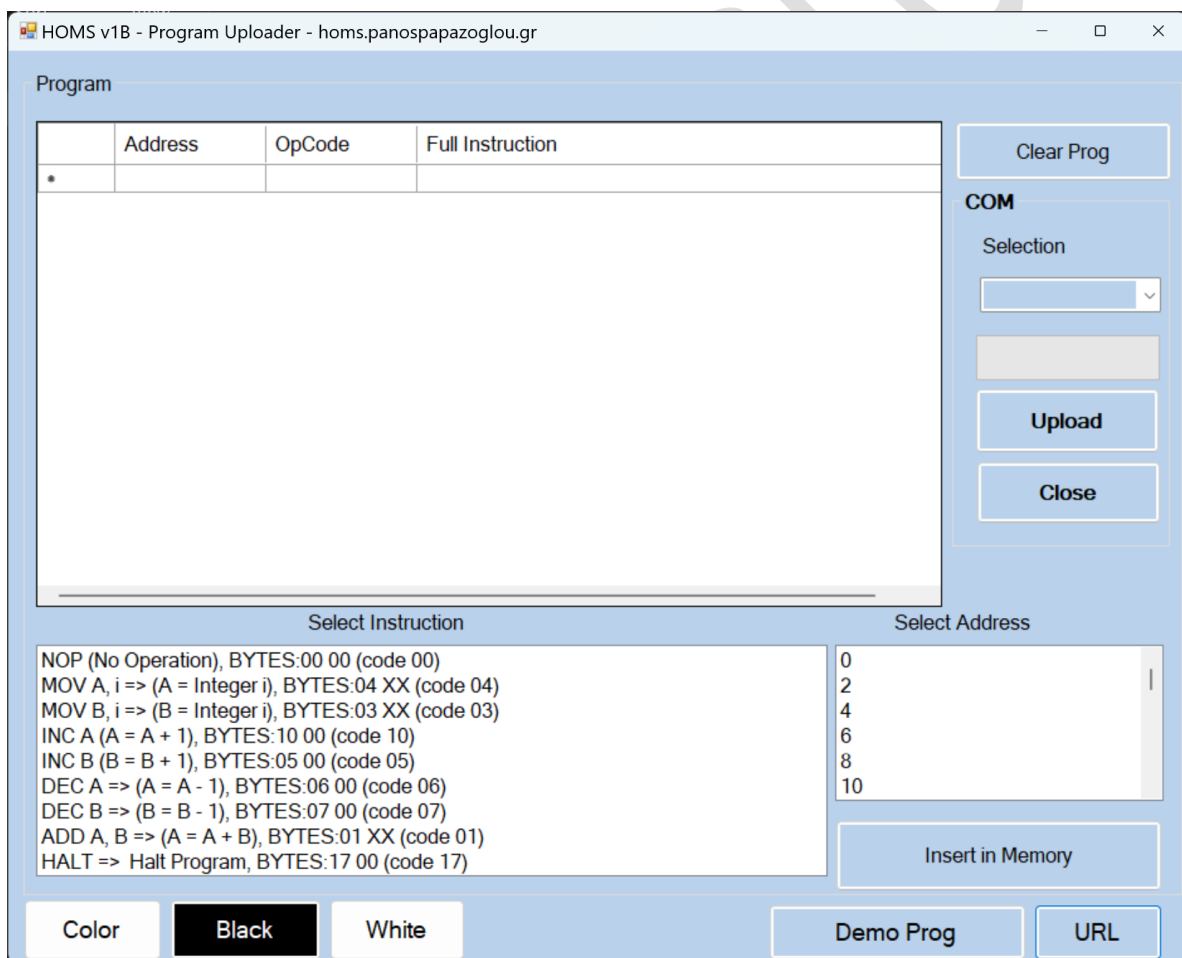 HOMS v1B - Program Uploader - homs.panospapazoglou.gr
Program
Address OpCode Full Instruction
Clear Prog
COM
Selection
Upload
Close
Select Instruction
Select Address
NOP (No Operation), BYTES:00 00 (code 00)
MOV A, i => (A = Integer i), BYTES:04 XX (code 04)
MOV B, i => (B = Integer i), BYTES:03 XX (code 03)
INC A (A = A + 1), BYTES:10 00 (code 10)
INC B (B = B + 1), BYTES:05 00 (code 05)
DEC A => (A = A - 1), BYTES:06 00 (code 06)
DEC B => (B = B - 1), BYTES:07 00 (code 07)
ADD A, B => (A = A + B), BYTES:01 XX (code 01)
HALT => Halt Program, BYTES:17 00 (code 17)
0
2
4
6
8
10
Insert in Memory
Color Black White Demo Prog URL